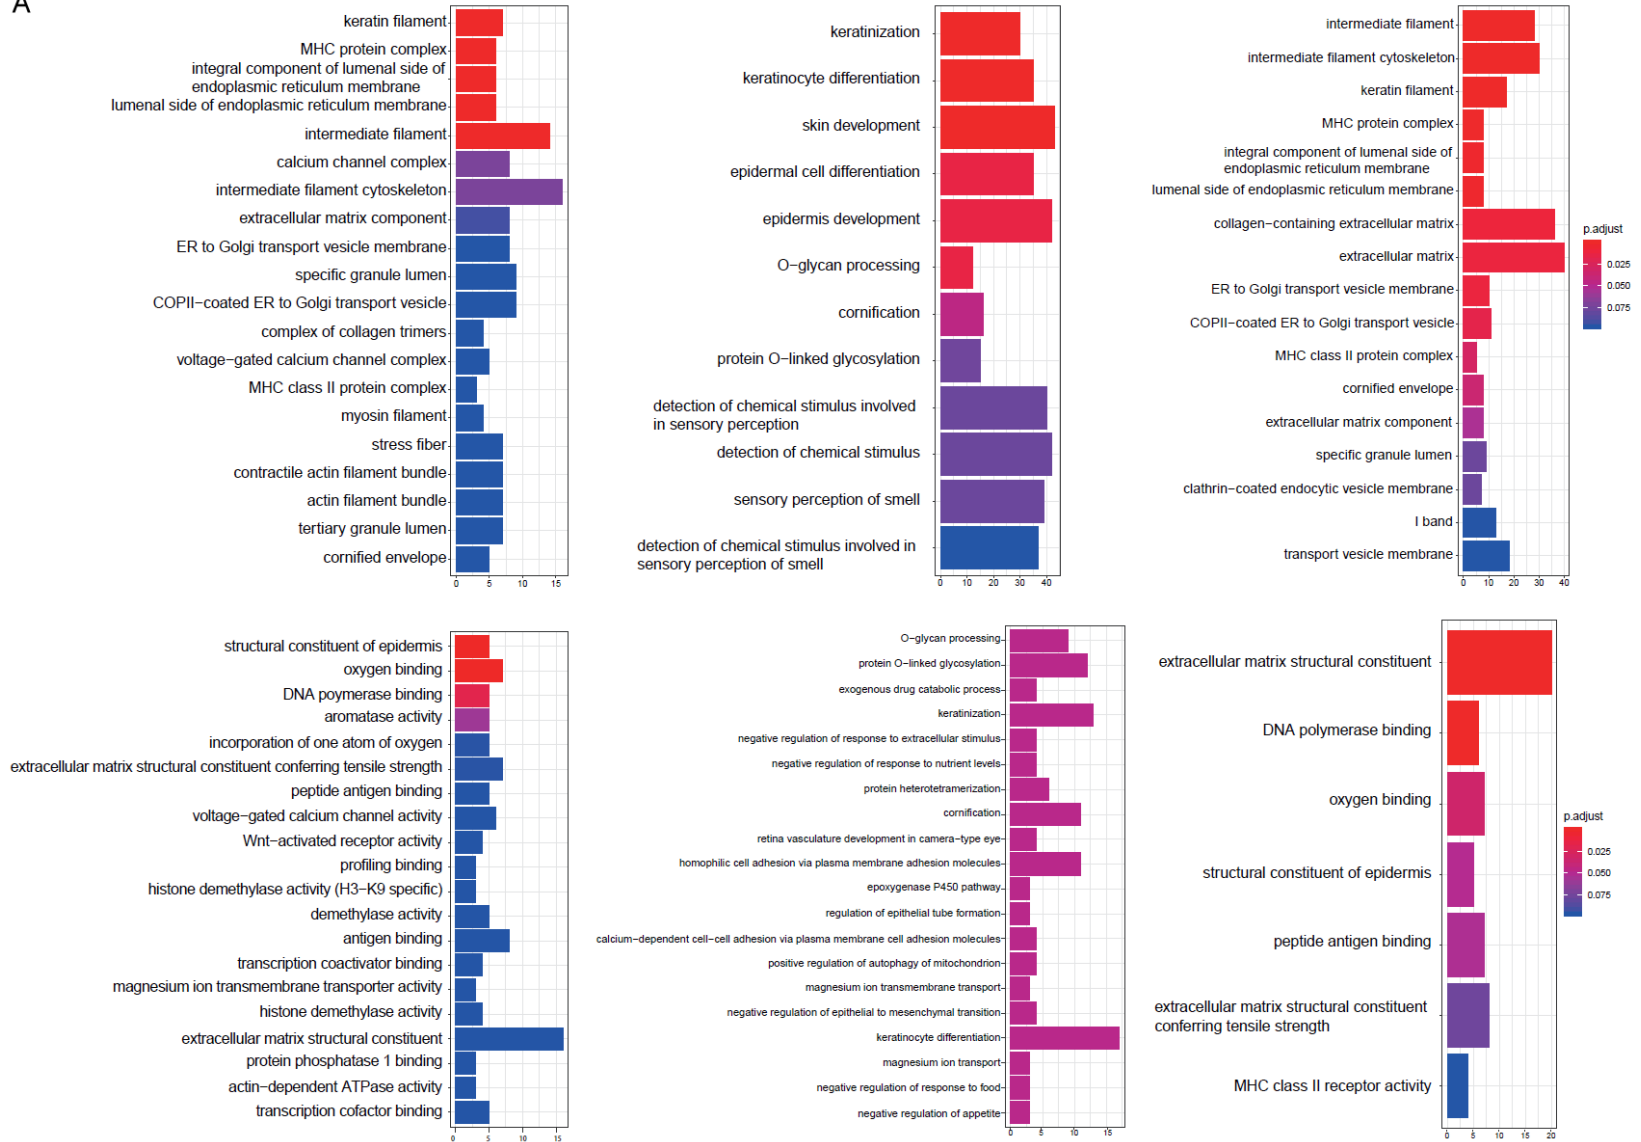 A
keratin filament
MHC protein complex
integral component of lumenal side of
endoplasmic reticulum membrane
lumenal side of endoplasmic reticulum membrane
intermediate filament
calcium channel complex
intermediate filament cytoskeleton
extracellular matrix component
ER to Golgi transport vesicle membrane
specific granule lumen
COPII−coated ER to Golgi transport vesicle
complex of collagen trimers
voltage−gated calcium channel complex
MHC class II protein complex
myosin filament
stress fiber
contractile actin filament bundle
actin filament bundle
tertiary granule lumen
cornified envelope
0 5 10 15
keratinization
keratinocyte differentiation
skin development
epidermal cell differentiation
epidermis development
O−glycan processing
cornification
protein O−linked glycosylation
detection of chemical stimulus involved
in sensory perception
detection of chemical stimulus
sensory perception of smell
detection of chemical stimulus involved in
sensory perception of smell
0 10 20 30 40
intermediate filament
intermediate filament cytoskeleton
keratin filament
MHC protein complex
integral component of lumenal side of
endoplasmic reticulum membrane
lumenal side of endoplasmic reticulum membrane
collagen−containing extracellular matrix
extracellular matrix
ER to Golgi transport vesicle membrane
COPII−coated ER to Golgi transport vesicle
MHC class II protein complex
cornified envelope
extracellular matrix component
specific granule lumen
clathrin−coated endocytic vesicle membrane
I band
transport vesicle membrane
0 10 20 30 40
p.adjust
0.025
0.050
0.075
structural constituent of epidermis
oxygen binding
DNA poymerase binding
aromatase activity
incorporation of one atom of oxygen
extracellular matrix structural constituent conferring tensile strength
peptide antigen binding
voltage−gated calcium channel activity
Wnt−activated receptor activity
profiling binding
histone demethylase activity (H3−K9 specific)
demethylase activity
antigen binding
transcription coactivator binding
magnesium ion transmembrane transporter activity
histone demethylase activity
extracellular matrix structural constituent
protein phosphatase 1 binding
actin−dependent ATPase activity
transcription cofactor binding
0 5 10 15
O−glycan processing
protein O−linked glycosylation
exogenous drug catabolic process
keratinization
negative regulation of response to extracellular stimulus
negative regulation of response to nutrient levels
protein heterotetramerization
cornification
retina vasculature development in camera−type eye
homophilic cell adhesion via plasma membrane adhesion molecules
epoxygenase P450 pathway
regulation of epithelial tube formation
calcium−dependent cell−cell adhesion via plasma membrane cell adhesion molecules
positive regulation of autophagy of mitochondrion
magnesium ion transmembrane transport
negative regulation of epithelial to mesenchymal transition
keratinocyte differentiation
magnesium ion transport
negative regulation of response to food
negative regulation of appetite
0 5 10 15
extracellular matrix structural constituent
DNA polymerase binding
oxygen binding
structural constituent of epidermis
peptide antigen binding
extracellular matrix structural constituent
conferring tensile strength
MHC class II receptor activity
0 5 10 15 20
p.adjust
0.025
0.050
0.075